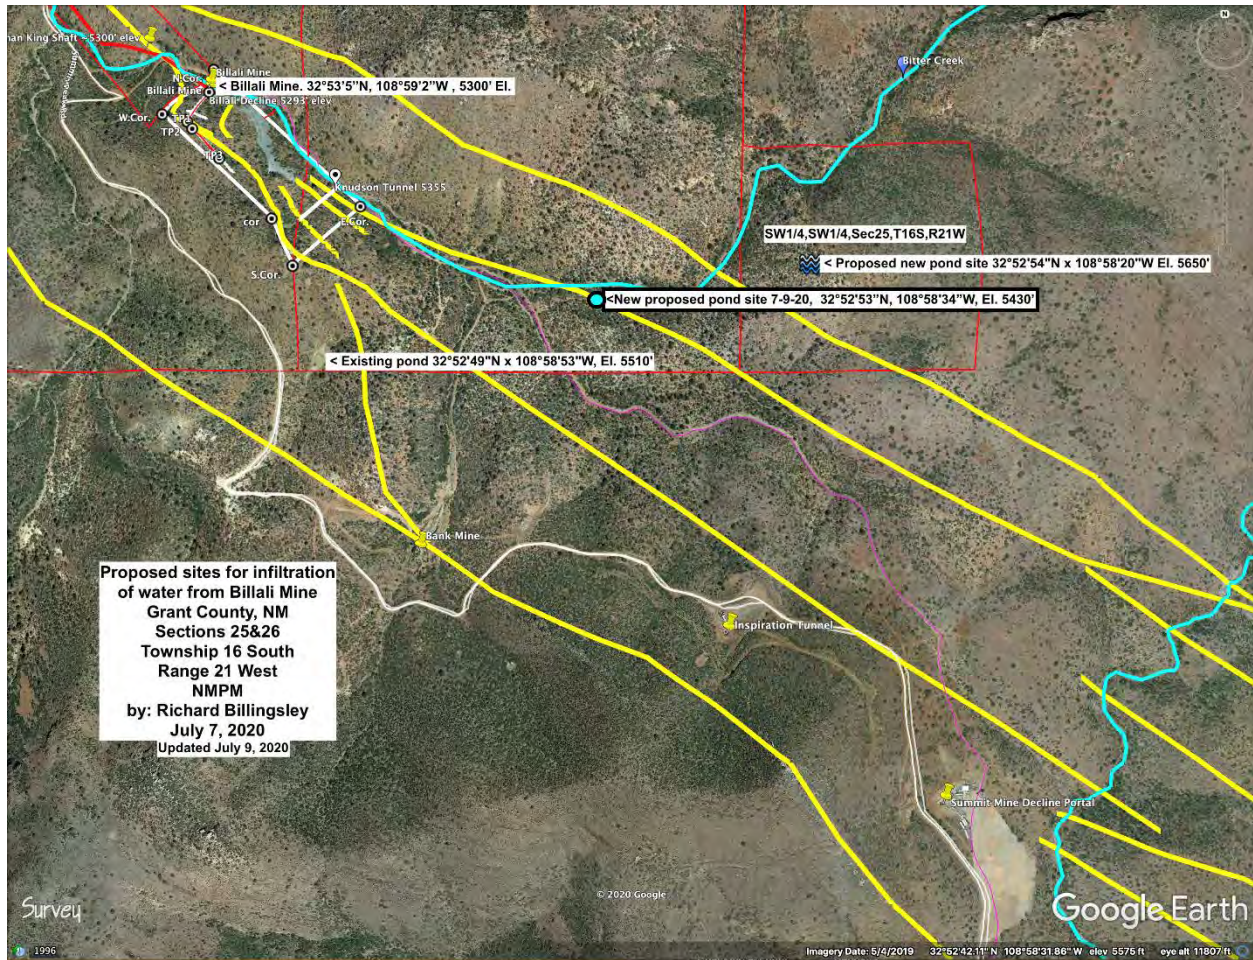 nan King Shaft - 5300' elev
Bitter Creek
Billali Mine
N.Cor.
< Billali Mine. 32°53'5"N, 108°59'2"W , 5300' El.
Billali Mine
Billali Decline 5293' elev
W.Cor.
TP1
TP2
TP3
Knudson Tunnel 5355
cor
E.Cor.
SW1/4,SW1/4,Sec25,T16S,R21W
S.Cor.
< Proposed new pond site 32°52'54"N x 108°58'20"W El. 5650'
<New proposed pond site 7-9-20, 32°52'53”N, 108°58'34”W, El. 5430’
< Existing pond 32°52'49"N x 108°58'53"W, El. 5510'
Bank Mine
Proposed sites for infiltration
of water from Billali Mine
Grant County, NM
Sections 25&26
Township 16 South
Range 21 West
NMPM
by: Richard Billingsley
July 7, 2020
Updated July 9, 2020
Inspiration Tunnel
Summit Mine Decline Portal
© 2020 Google
Survey
Google Earth
1996
Imagery Date: 5/4/2019 32°52'42.11" N 108°58'31.86" W elev 5575 ft eye alt 11807 ft
N